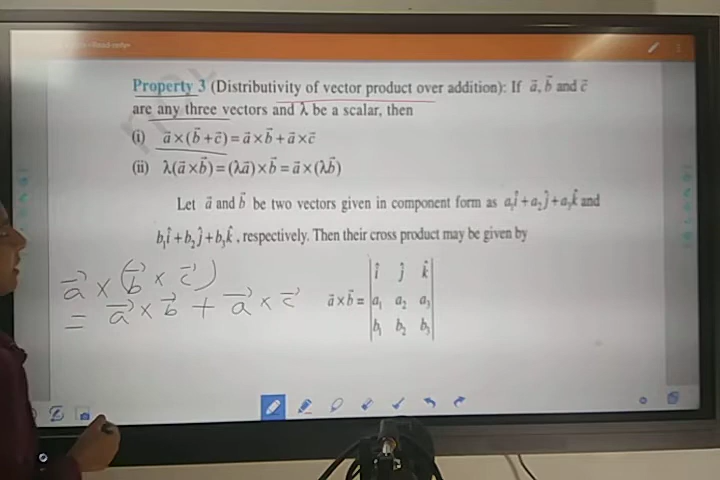 Property 3 (Distributivity of vector product over addition): If a⃗, b⃗ and c⃗
are any three vectors and λ be a scalar, then
(i) a⃗×(b⃗+c⃗)=a⃗×b⃗+a⃗×c⃗
(ii) λ(a⃗×b⃗)=(λa⃗)×b⃗=a⃗×(λb⃗)
Let a⃗ and b⃗ be two vectors given in component form as a₁î+a₂ĵ+a₃k̂ and
b₁î+b₂ĵ+b₃k̂, respectively. Then their cross product may be given by
a⃗ × (b⃗ × c⃗)
= a⃗ × b⃗ + a⃗ × c⃗
a⃗×b⃗= | î ĵ k̂ |
| a₁ a₂ a₃ |
| b₁ b₂ b₃ |